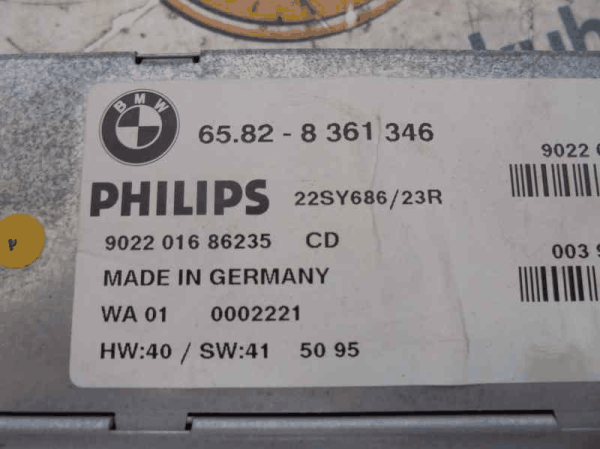 BMW
65.82 - 8 361 346
PHILIPS 22SY686/23R
9022 016 86235 CD
MADE IN GERMANY
WA 01 0002221
HW:40 / SW:41 50 95
9022
003